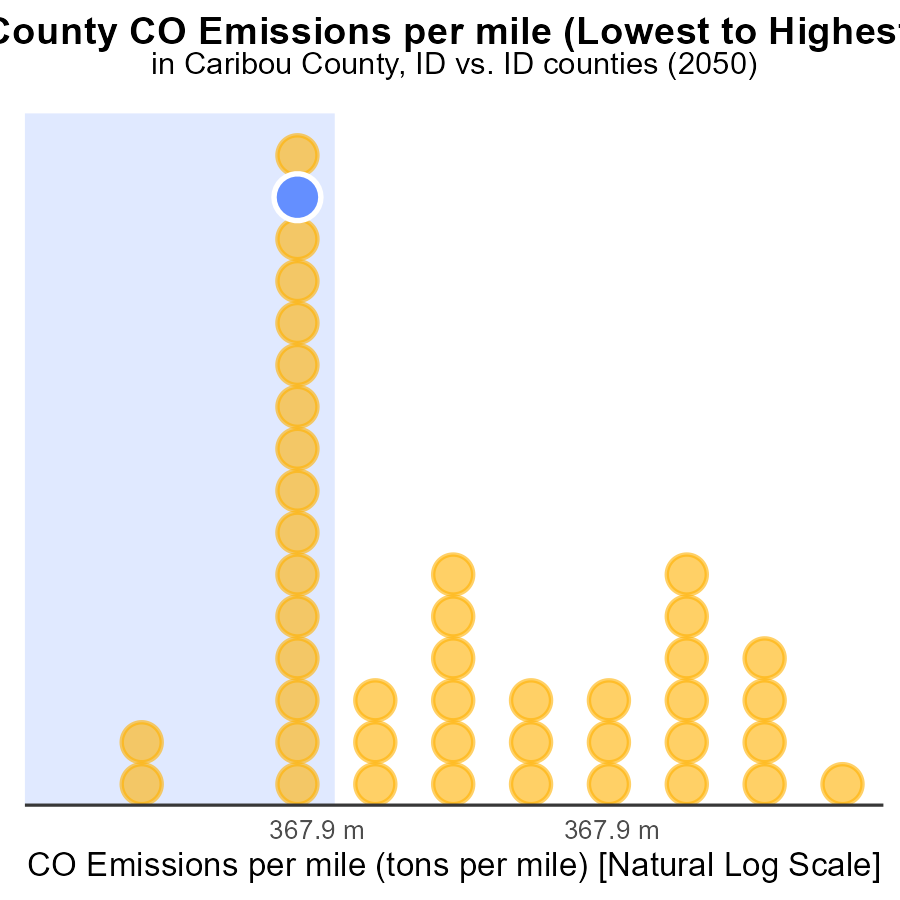 County CO Emissions per mile (Lowest to Highest
in Caribou County, ID vs. ID counties (2050)
367.9 m 367.9 m
CO Emissions per mile (tons per mile) [Natural Log Scale]